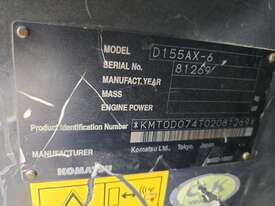 MODEL D155AX-6
SERIAL No. 81269
MANUFACT. YEAR
MASS
ENGINE POWER
Product Identification Number *KMT0D074T02081269*
MANUFACTURER Komatsu Ltd. Tokyo, Japan
KOMATSU